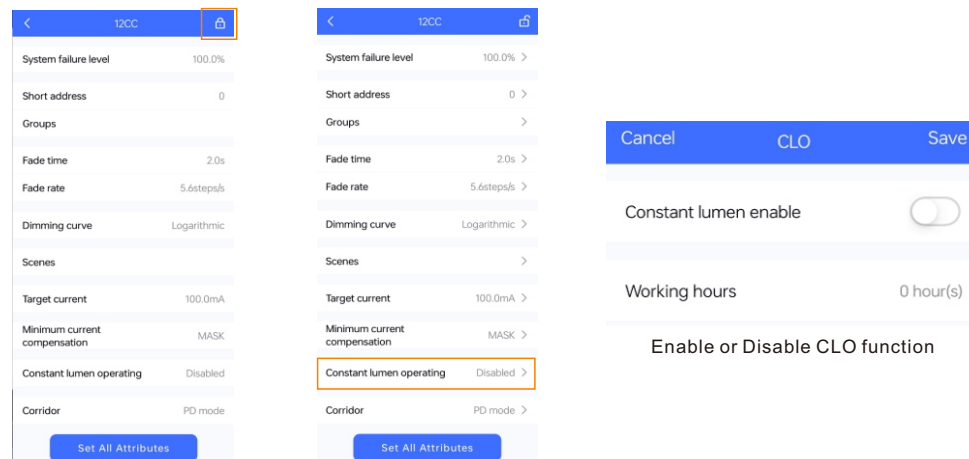 12CC
System failure level 100.0%
Short address 0
Groups
Fade time 2.0s
Fade rate 5.6steps/s
Dimming curve Logarithmic
Scenes
Target current 100.0mA
Minimum current
compensation MASK
Constant lumen operating Disabled
Corridor PD mode
Set All Attributes
12CC
System failure level 100.0%
Short address 0
Groups
Fade time 2.0s
Fade rate 5.6steps/s
Dimming curve Logarithmic
Scenes
Target current 100.0mA
Minimum current
compensation MASK
Constant lumen operating Disabled
Corridor PD mode
Set All Attributes
Cancel CLO Save
Constant lumen enable
Working hours 0 hour(s)
Enable or Disable CLO function